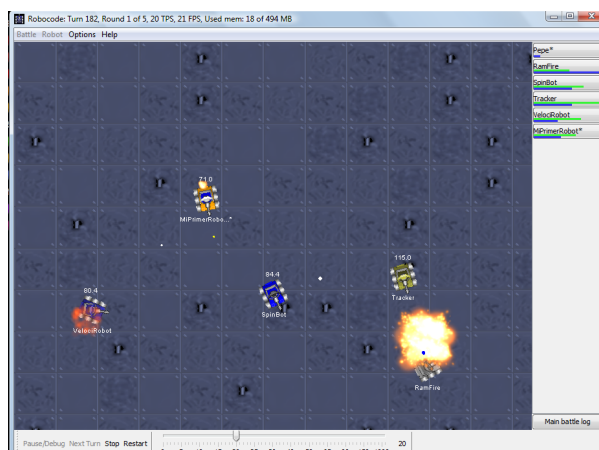 Robocode: Turn 182, Round 1 of 5, 20 TPS, 21 FPS, Used mem: 18 of 494 MB
Battle Robot Options Help
Pepe*
RamFire
SpinBot
Tracker
VelociRobot
MiPrimerRobot*
71.0
MiPrimerRobo...*
115.0
Tracker
84.4
SpinBot
80.4
VelociRobot
RamFire
Main battle log
Pause/Debug Next Turn Stop Restart
20